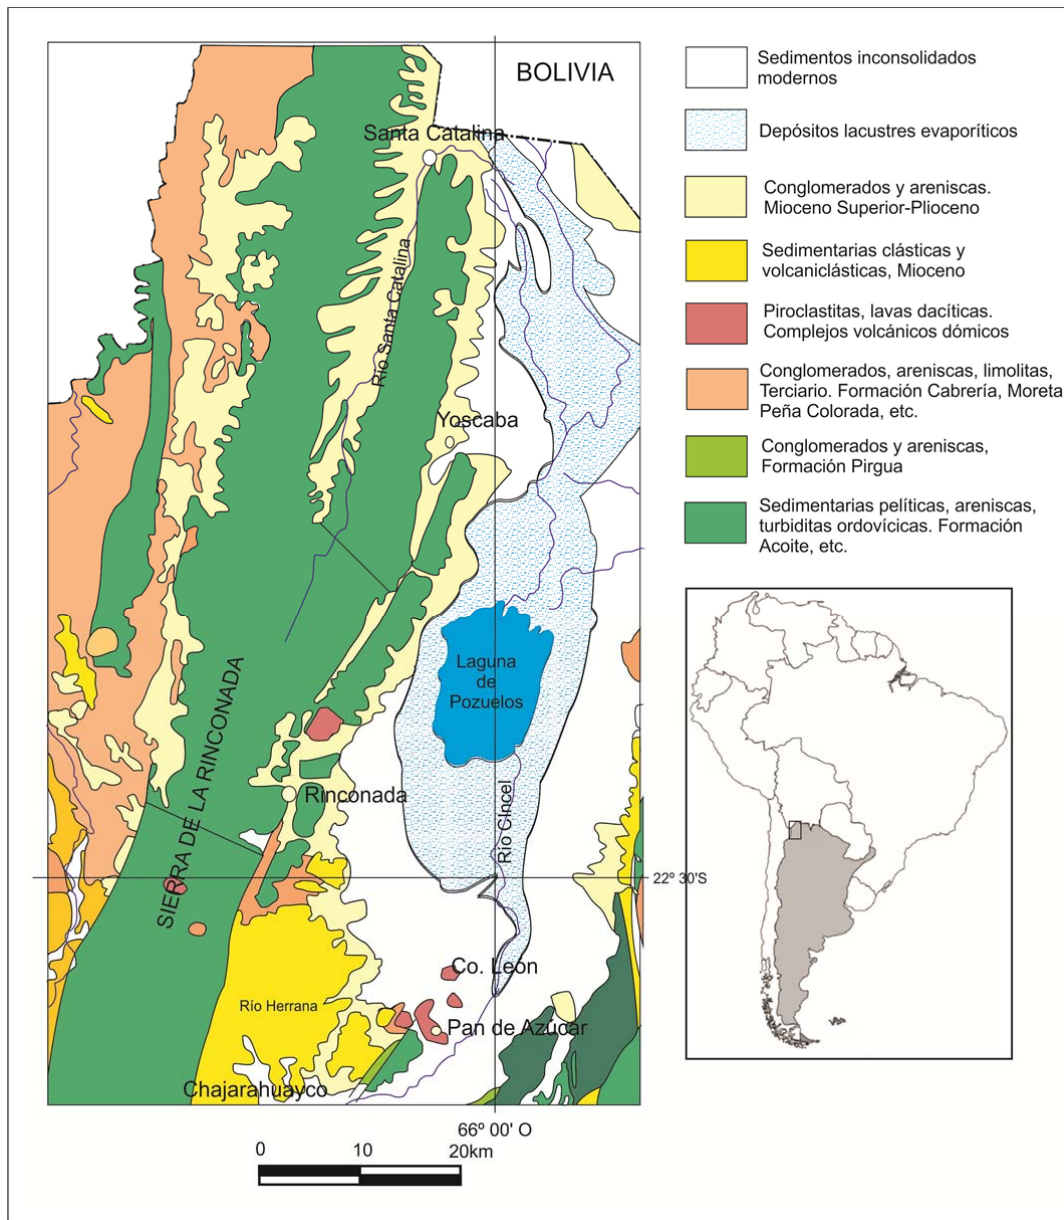 BOLIVIA
Santa Catalina
Río Santa Catalina
Yoscaba
Laguna
de
Pozuelos
SIERRA DE LA RINCONADA
Rinconada
Río CIncel
22º 30'S
Co. León
Río Herrana
Pan de Azúcar
Chajarahuayco
66º 00' O
0 10 20km
Sedimentos inconsolidados
modernos
Depósitos lacustres evaporíticos
Conglomerados y areniscas.
Mioceno Superior-Plioceno
Sedimentarias clásticas y
volcaniclásticas, Mioceno
Piroclastitas, lavas dacíticas.
Complejos volcánicos dómicos
Conglomerados, areniscas, limolitas,
Terciario. Formación Cabrería, Moreta
Peña Colorada, etc.
Conglomerados y areniscas,
Formación Pirgua
Sedimentarias pelíticas, areniscas,
turbiditas ordovícicas. Formación
Acoite, etc.